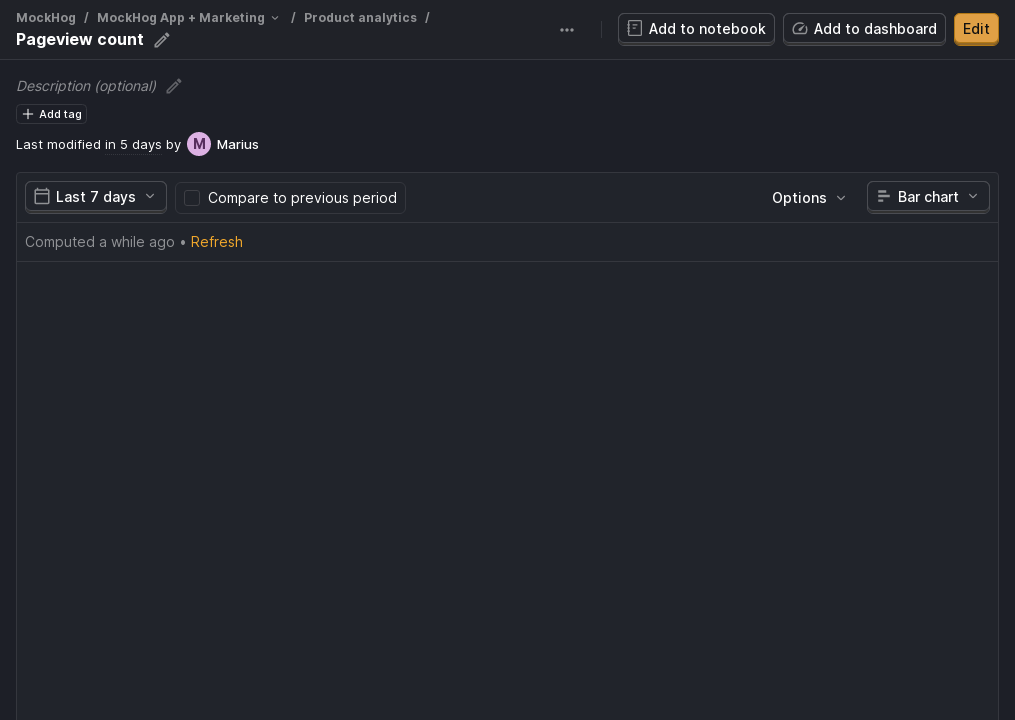 MockHog / MockHog App + Marketing / Product analytics /
Pageview count
Add to notebook
Add to dashboard
Edit
Description (optional)
Add tag
Last modified in 5 days by M Marius
Last 7 days
Compare to previous period
Options
Bar chart
Computed a while ago • Refresh